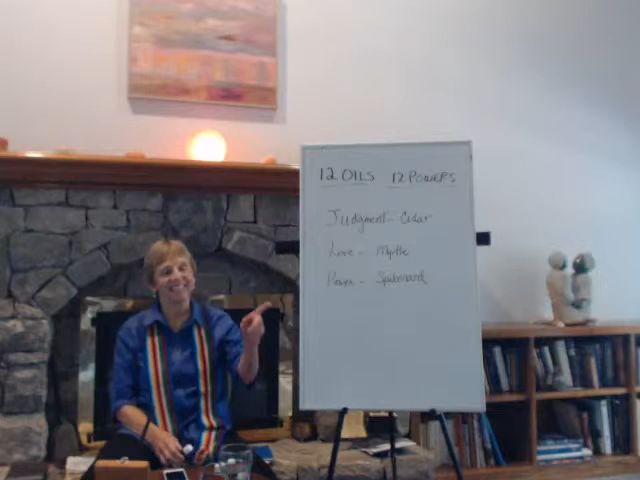 12 OILS 12 POWERS
Judgment - Cedar
Love - Myrtle
Power - Spikenard